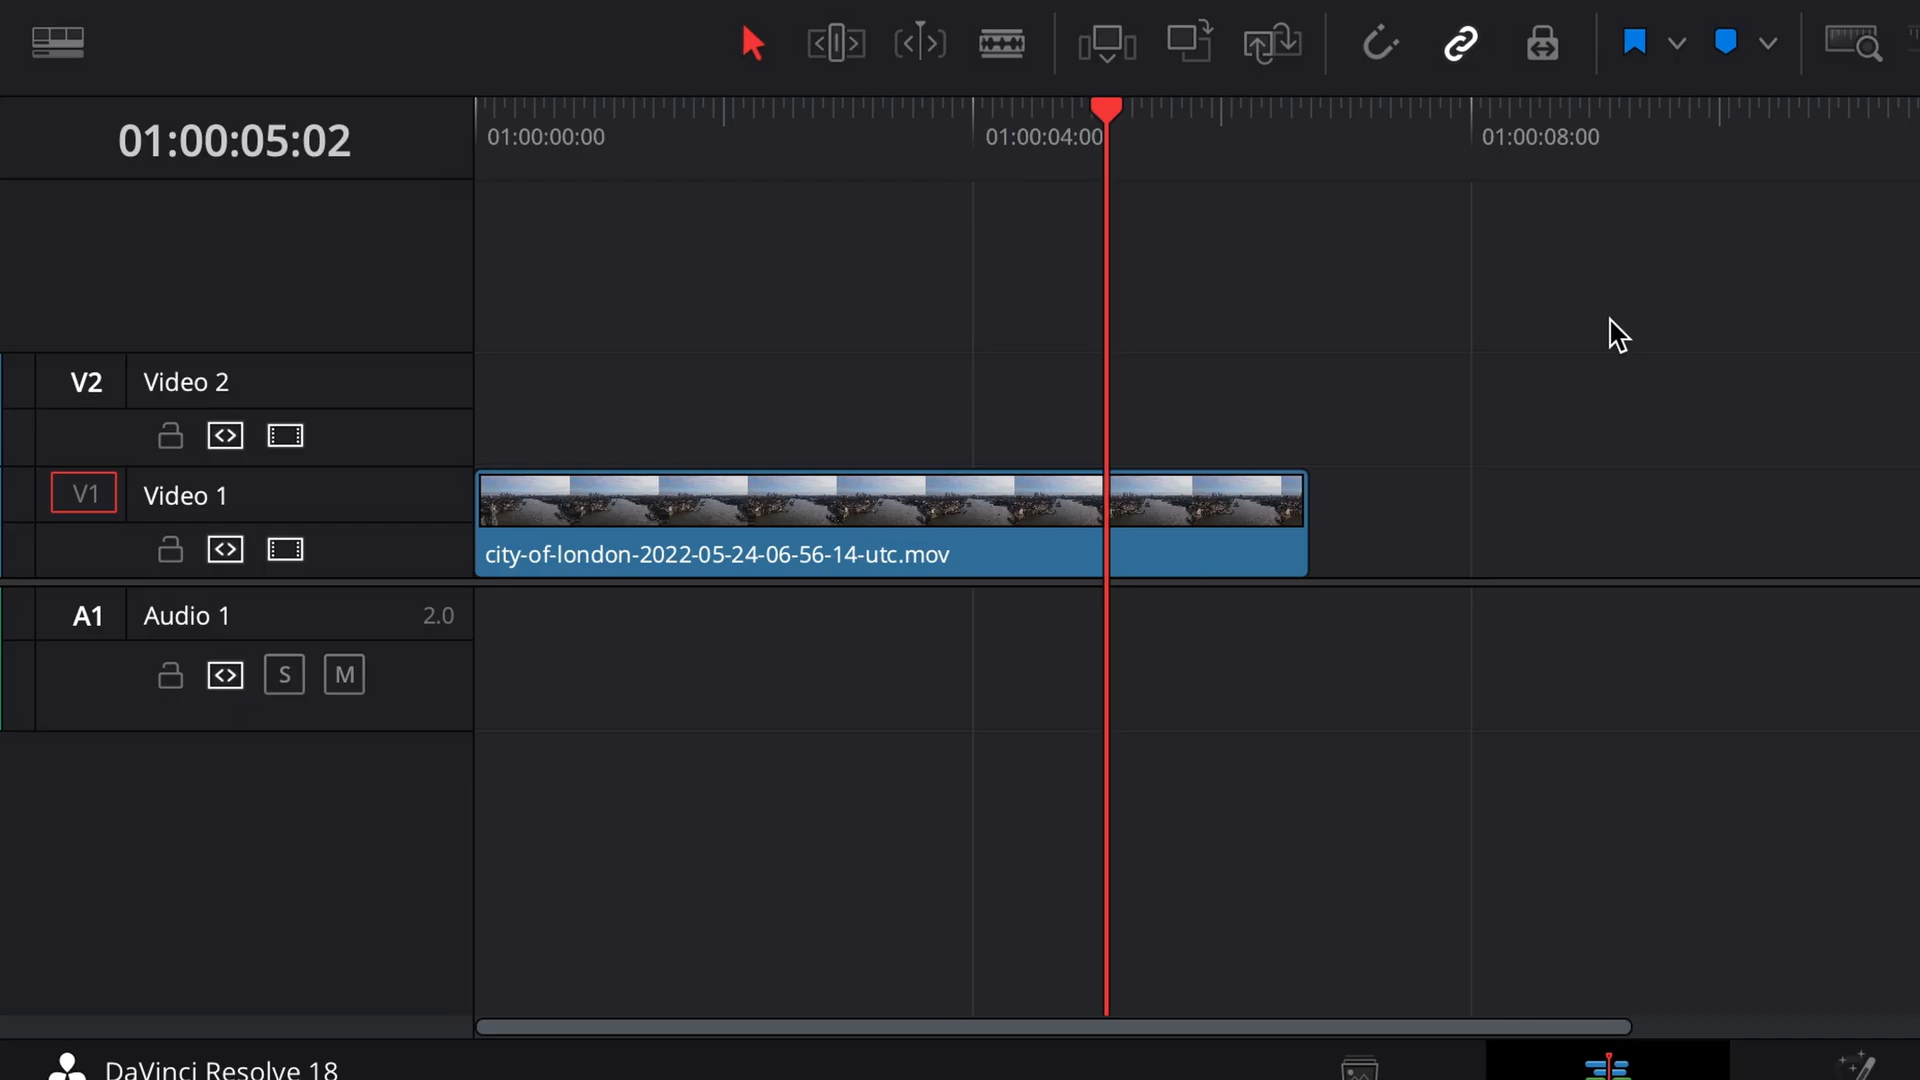 01:00:05:02
01:00:00:00
01:00:04:00
01:00:08:00
V2 Video 2
V1 Video 1
city-of-london-2022-05-24-06-56-14-utc.mov
A1 Audio 1 2.0
S M
DaVinci Resolve 18